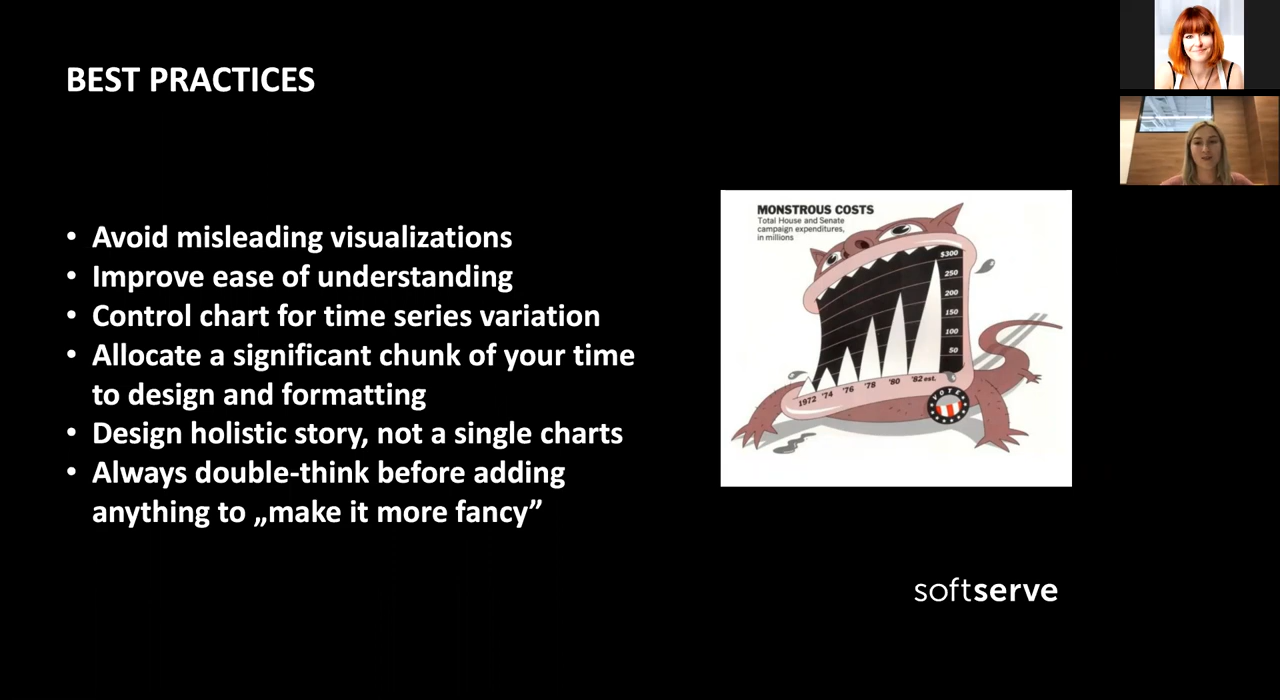 BEST PRACTICES
• Avoid misleading visualizations
• Improve ease of understanding
• Control chart for time series variation
• Allocate a significant chunk of your time
to design and formatting
• Design holistic story, not a single charts
• Always double-think before adding
anything to „make it more fancy”
MONSTROUS COSTS
Total House and Senate
campaign expenditures,
in millions
$300
250
200
150
100
50
1972 '74 '76 '78 '80 '82 est.
VOTE
softserve